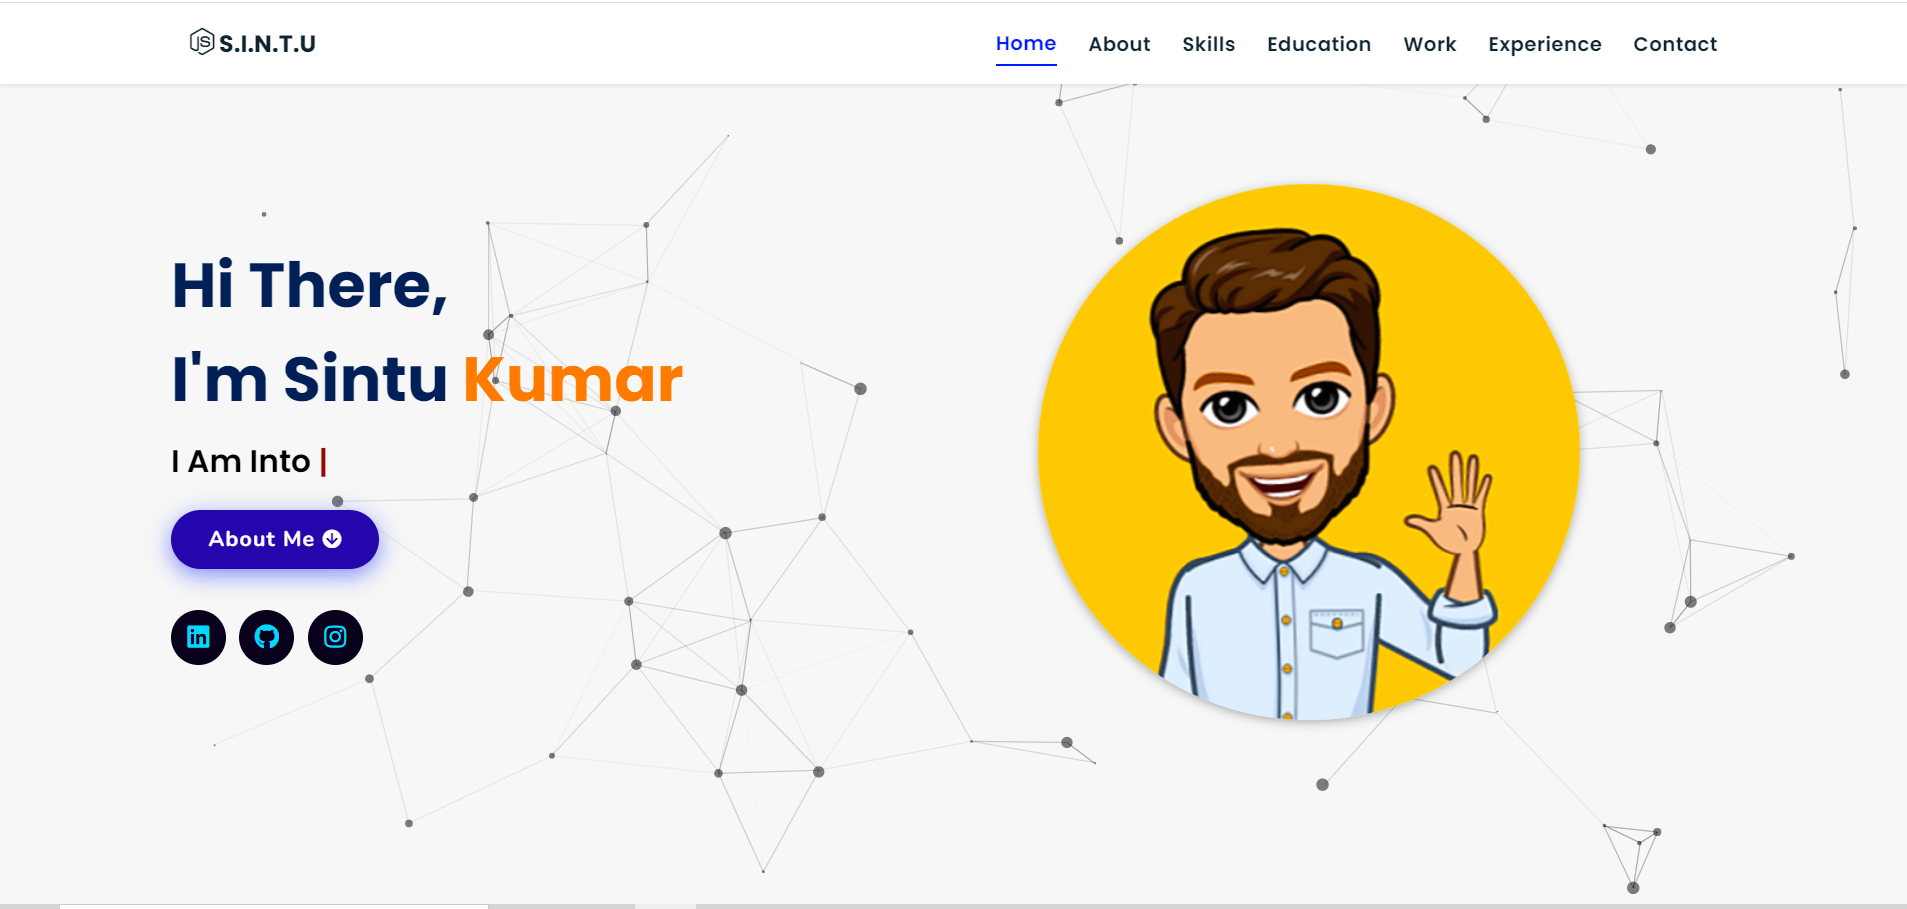 S.I.N.T.U
Home About Skills Education Work Experience Contact
Hi There,
I'm Sintu Kumar
I Am Into |
About Me